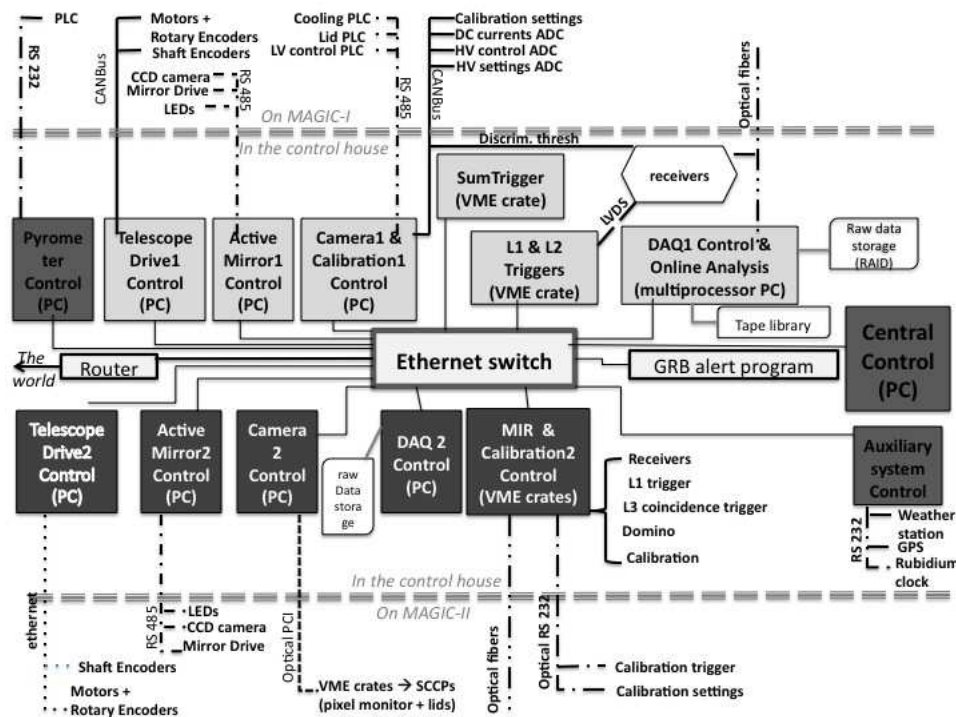 PLC
RS 232
Motors +
Rotary Encoders
Shaft Encoders
CANBus
CCD camera
Mirror Drive
LEDs
RS 485
Cooling PLC
Lid PLC
LV control PLC
RS 485
Calibration settings
DC currents ADC
HV control ADC
HV settings ADC
CANBus
Optical fibers
On MAGIC-I
In the control house
Discrim. thresh
receivers
LVDS
SumTrigger
(VME crate)
Pyrome
ter
Control
(PC)
Telescope
Drive1
Control
(PC)
Active
Mirror1
Control
(PC)
Camera1 &
Calibration1
Control
(PC)
L1 & L2
Triggers
(VME crate)
DAQ1 Control &
Online Analysis
(multiprocessor PC)
Raw data
storage
(RAID)
Tape library
The
world
Router
Ethernet switch
GRB alert program
Central
Control
(PC)
Telescope
Drive2
Control
(PC)
Active
Mirror2
Control
(PC)
Camera
2
Control
(PC)
raw
Data
stora
ge
DAQ 2
Control
(PC)
MIR &
Calibration2
Control
(VME crates)
Receivers
L1 trigger
L3 coincidence trigger
Domino
Calibration
Auxiliary
system
Control
RS 232
Weather
station
GPS
Rubidium
clock
In the control house
On MAGIC-II
ethernet
Shaft Encoders
Motors +
Rotary Encoders
RS 485
LEDs
CCD camera
Mirror Drive
Optical PCI
VME crates → SCCPs
(pixel monitor + lids)
Optical fibers
Optical RS 232
Calibration trigger
Calibration settings